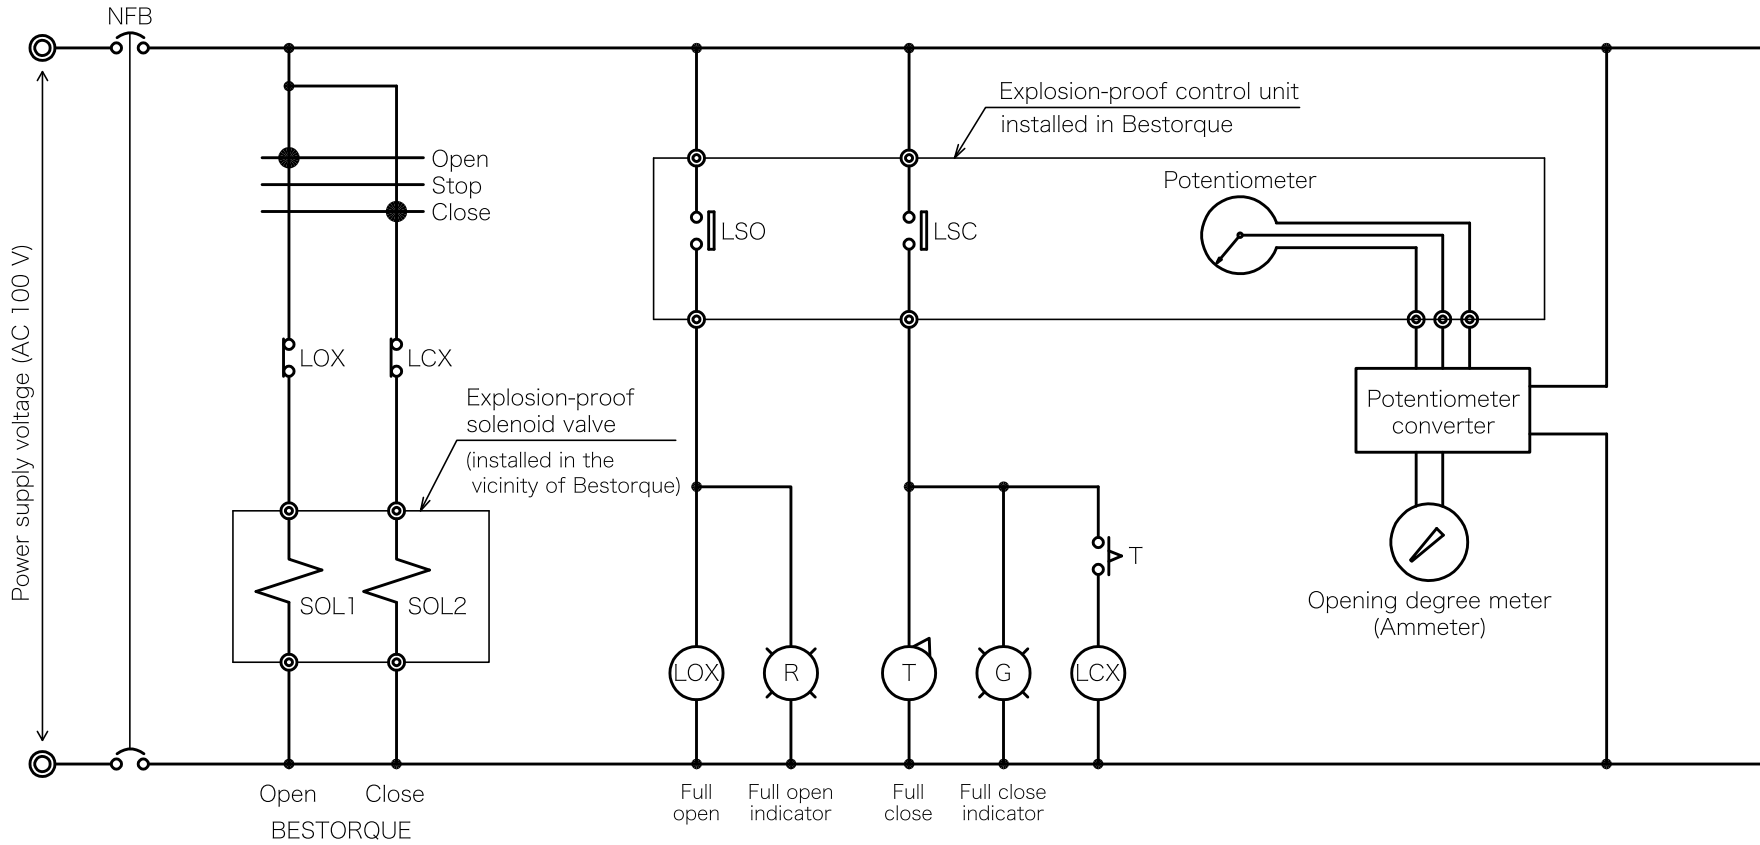 NFB
Power supply voltage (AC 100 V)
Open
Stop
Close
LOX
LCX
Explosion-proof
solenoid valve
(installed in the
vicinity of Bestorque)
SOL1
SOL2
Explosion-proof control unit
installed in Bestorque
LSO
LSC
Potentiometer
Potentiometer
converter
Opening degree meter
(Ammeter)
T
LOX
R
T
G
LCX
Open
Close
BESTORQUE
Full
open
Full open
indicator
Full
close
Full close
indicator